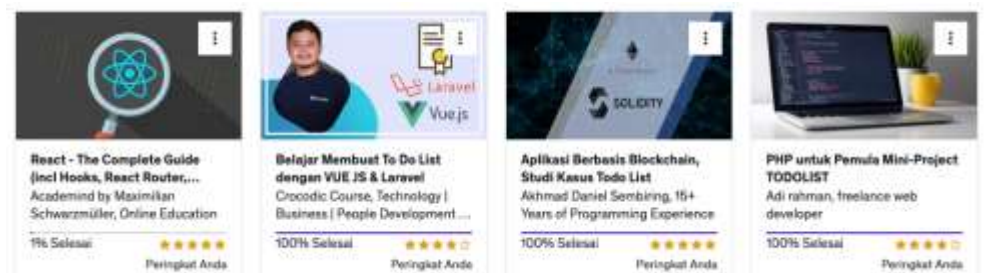 Laravel
Vue.js
SOLIDITY
React - The Complete Guide
(incl Hooks, React Router,...
Academind by Maximilian
Schwarzmüller, Online Education
1% Selesai
Peringkat Anda
Belajar Membuat To Do List
dengan VUE JS & Laravel
Crocodic Course, Technology |
Business | People Development ...
100% Selesai
Peringkat Anda
Aplikasi Berbasis Blockchain,
Studi Kasus Todo List
Akhmad Daniel Sembiring, 15+
Years of Programming Experience
100% Selesai
Peringkat Anda
PHP untuk Pemula Mini-Project
TODOLIST
Adi rahman, freelance web
developer
100% Selesai
Peringkat Anda